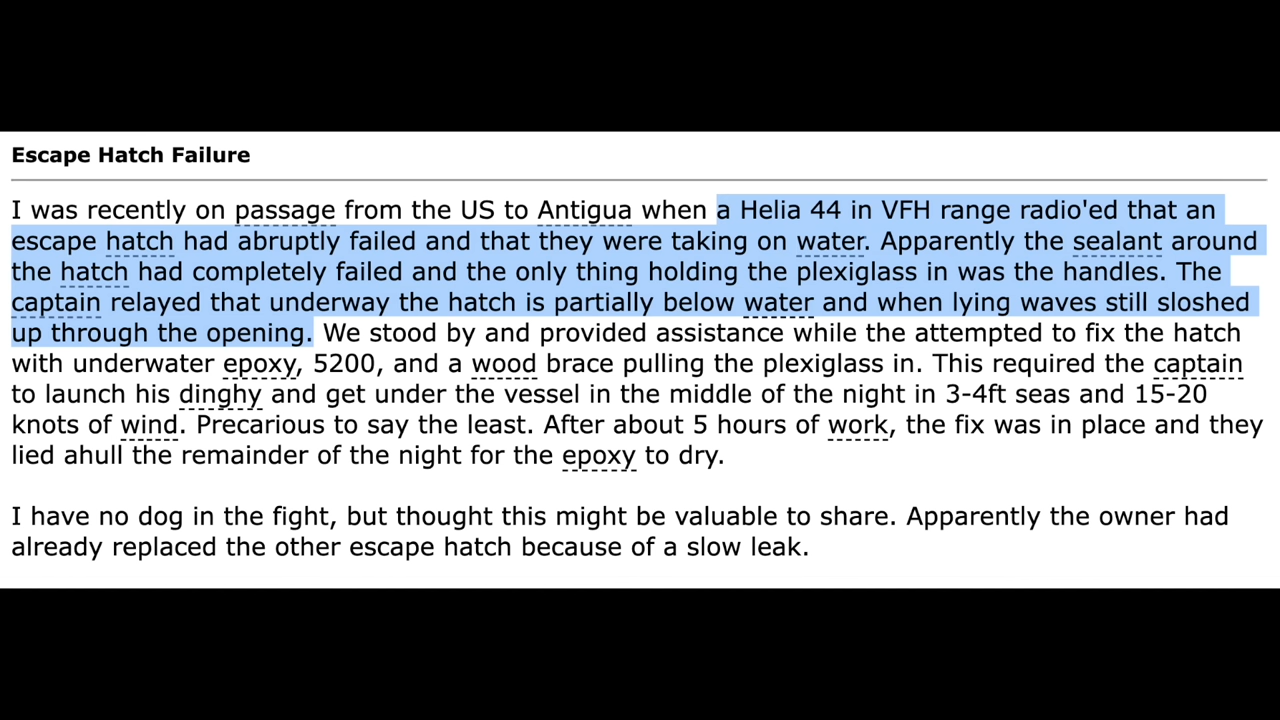 Escape Hatch Failure
I was recently on passage from the US to Antigua when a Helia 44 in VFH range radio'ed that an
escape hatch had abruptly failed and that they were taking on water. Apparently the sealant around
the hatch had completely failed and the only thing holding the plexiglass in was the handles. The
captain relayed that underway the hatch is partially below water and when lying waves still sloshed
up through the opening. We stood by and provided assistance while the attempted to fix the hatch
with underwater epoxy, 5200, and a wood brace pulling the plexiglass in. This required the captain
to launch his dinghy and get under the vessel in the middle of the night in 3-4ft seas and 15-20
knots of wind. Precarious to say the least. After about 5 hours of work, the fix was in place and they
lied ahull the remainder of the night for the epoxy to dry.
I have no dog in the fight, but thought this might be valuable to share. Apparently the owner had
already replaced the other escape hatch because of a slow leak.